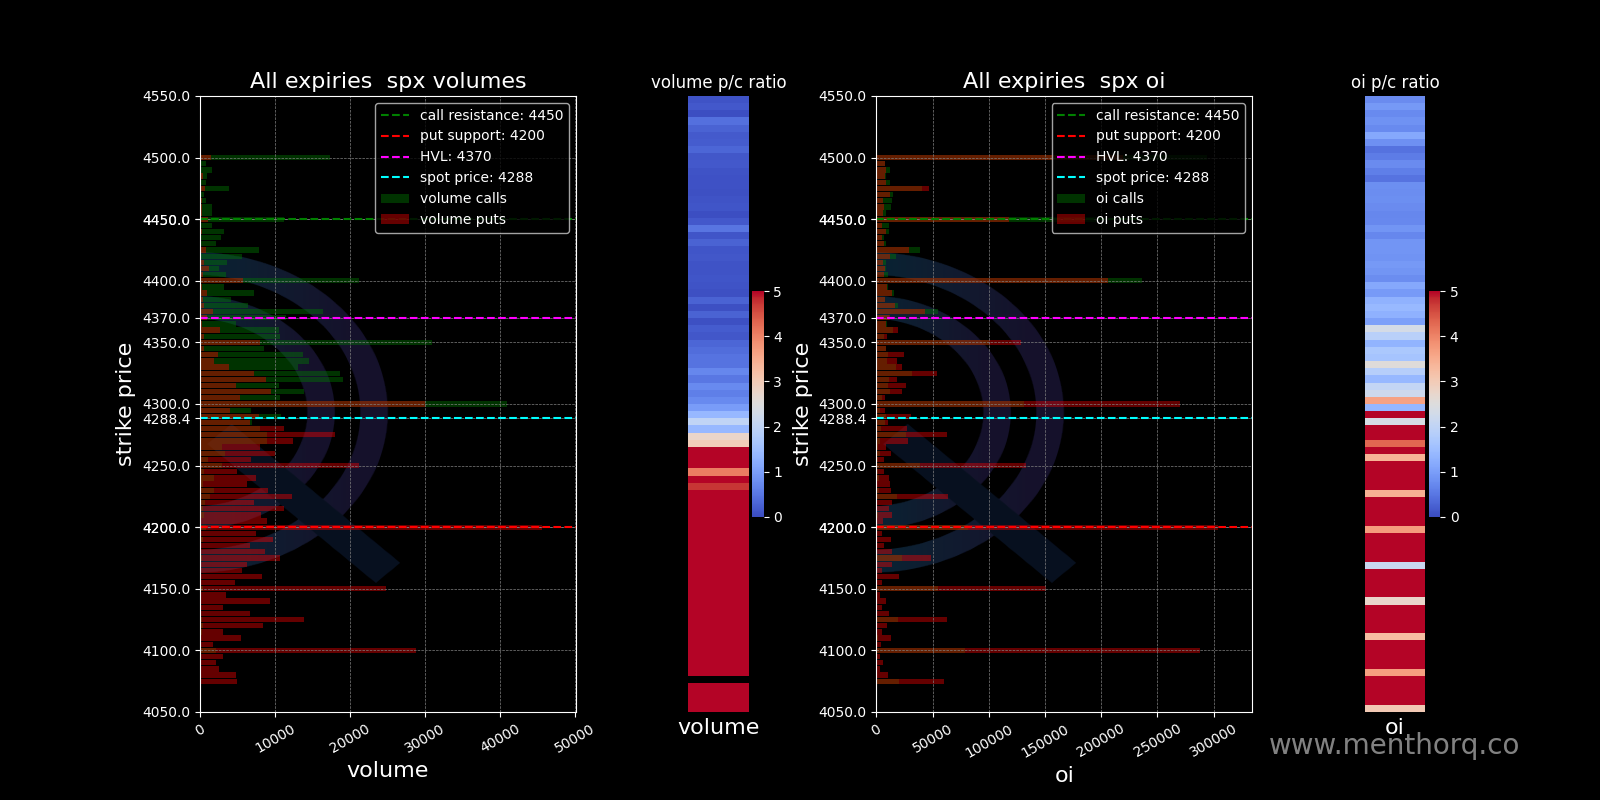 All expiries  spx volumes
volume p/c ratio
All expiries  spx oi
oi p/c ratio
4550.0
4500.0
4450.0
4400.0
4370.0
4350.0
4300.0
4288.4
4250.0
4200.0
4150.0
4100.0
4050.0
strike price
call resistance: 4450
put support: 4200
HVL: 4370
spot price: 4288
volume calls
volume puts
0
10000
20000
30000
40000
50000
volume
5
4
3
2
1
0
volume
4550.0
4500.0
4450.0
4400.0
4370.0
4350.0
4300.0
4288.4
4250.0
4200.0
4150.0
4100.0
4050.0
strike price
call resistance: 4450
put support: 4200
HVL: 4370
spot price: 4288
oi calls
oi puts
0
50000
100000
150000
200000
250000
300000
oi
5
4
3
2
1
0
oi
www.menthorq.co